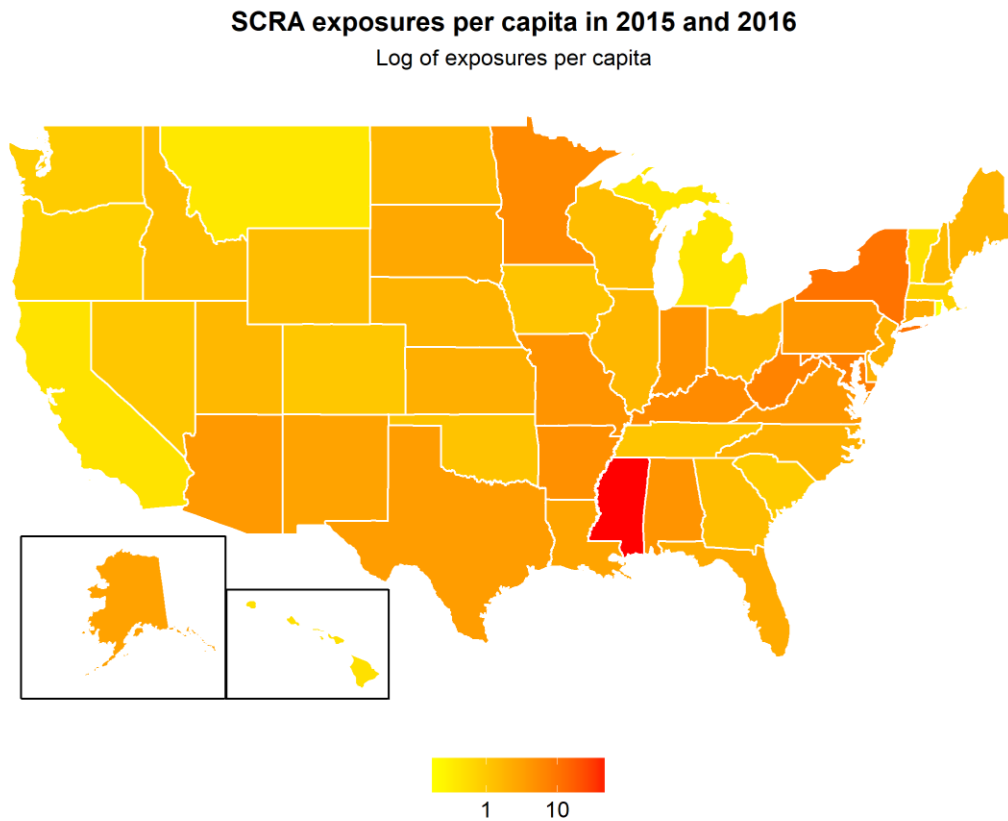 SCRA exposures per capita in 2015 and 2016
Log of exposures per capita
1 10